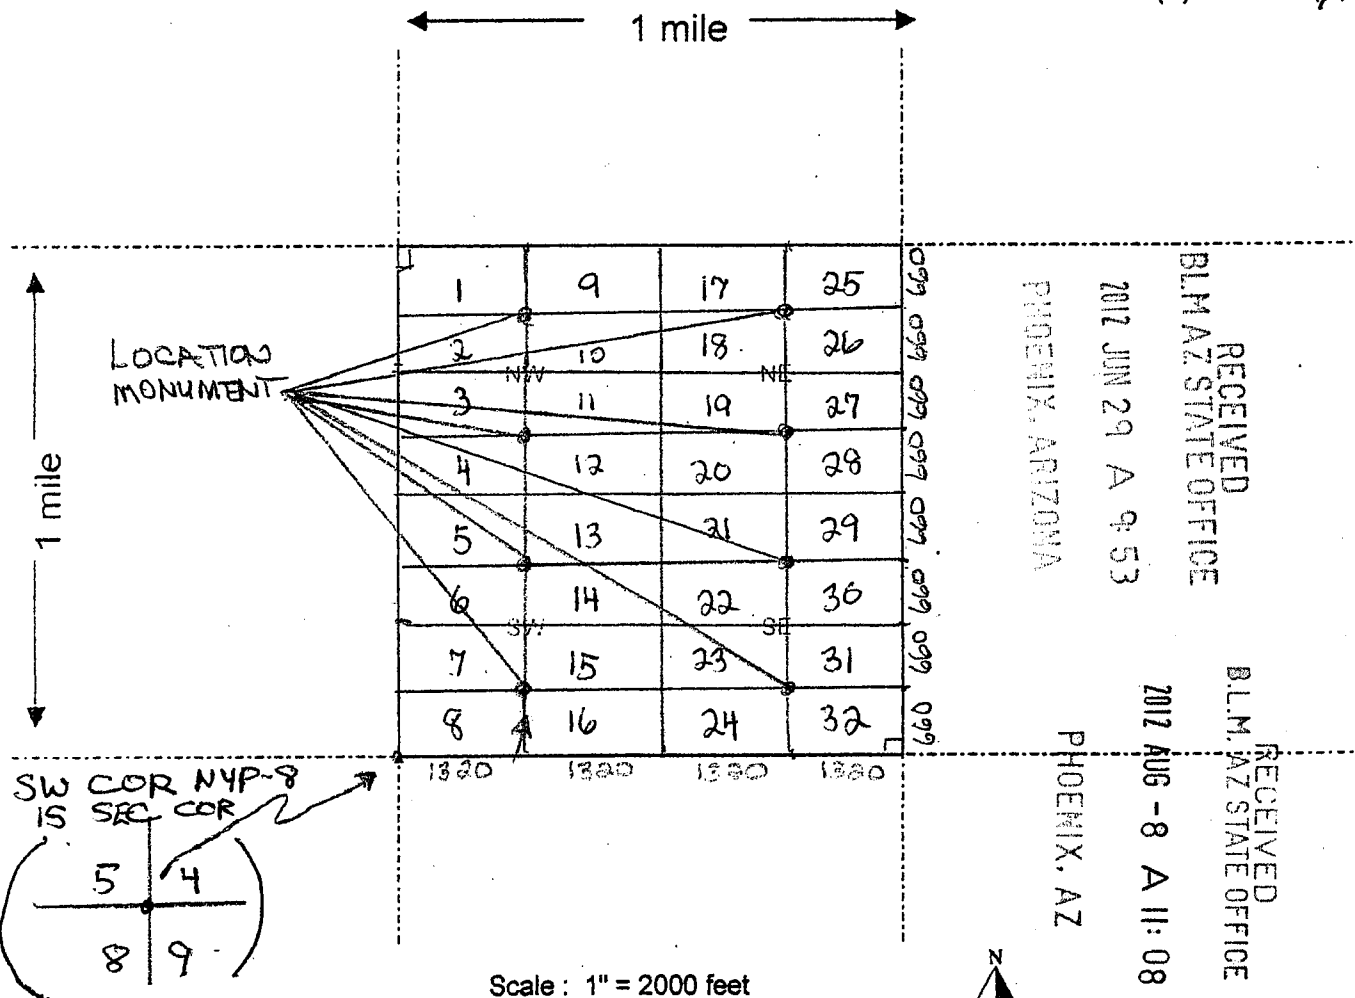 1 mile
1 9 17 25 660
2 10 18 26 660
NW NE
3 11 19 27 660
4 12 20 28 660
5 13 21 29 660
6 14 22 30 660
SW SE
7 15 23 31 660
8 16 24 32 660
1320 1320 1320 1320
LOCATION
MONUMENT
1 mile
SW COR NYP-8
IS SEC COR
5 4
8 9
RECEIVED
BLM AZ STATE OFFICE
2012 JUN 29 A 9:53
PHOENIX, ARIZONA
RECEIVED
B.L.M. AZ STATE OFFICE
2012 AUG -8 A 11:08
PHOENIX, AZ
Scale : 1" = 2000 feet
N